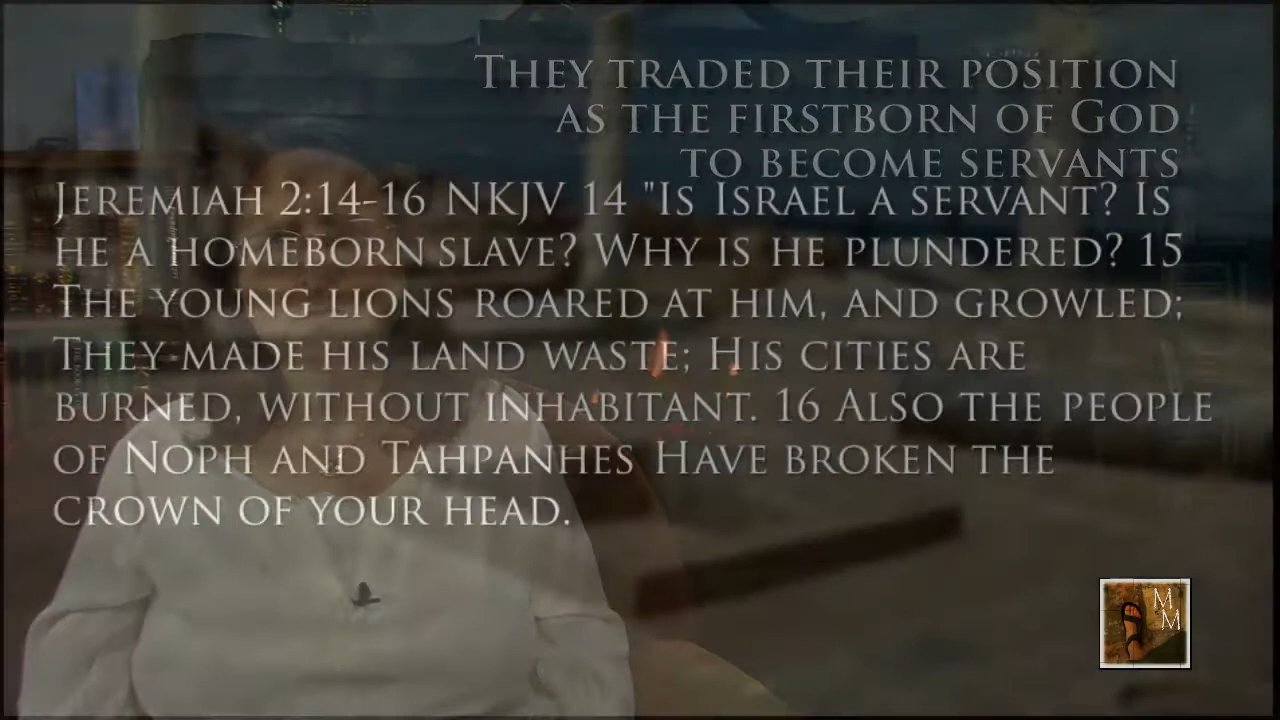 They traded their position
as the firstborn of God
to become servants
Jeremiah 2:14-16 NKJV 14 "Is Israel a servant? Is
he a homeborn slave? Why is he plundered? 15
The young lions roared at him, and growled;
They made his land waste; His cities are
burned, without inhabitant. 16 Also the people
of Noph and Tahpanhes Have broken the
crown of your head.
M
M